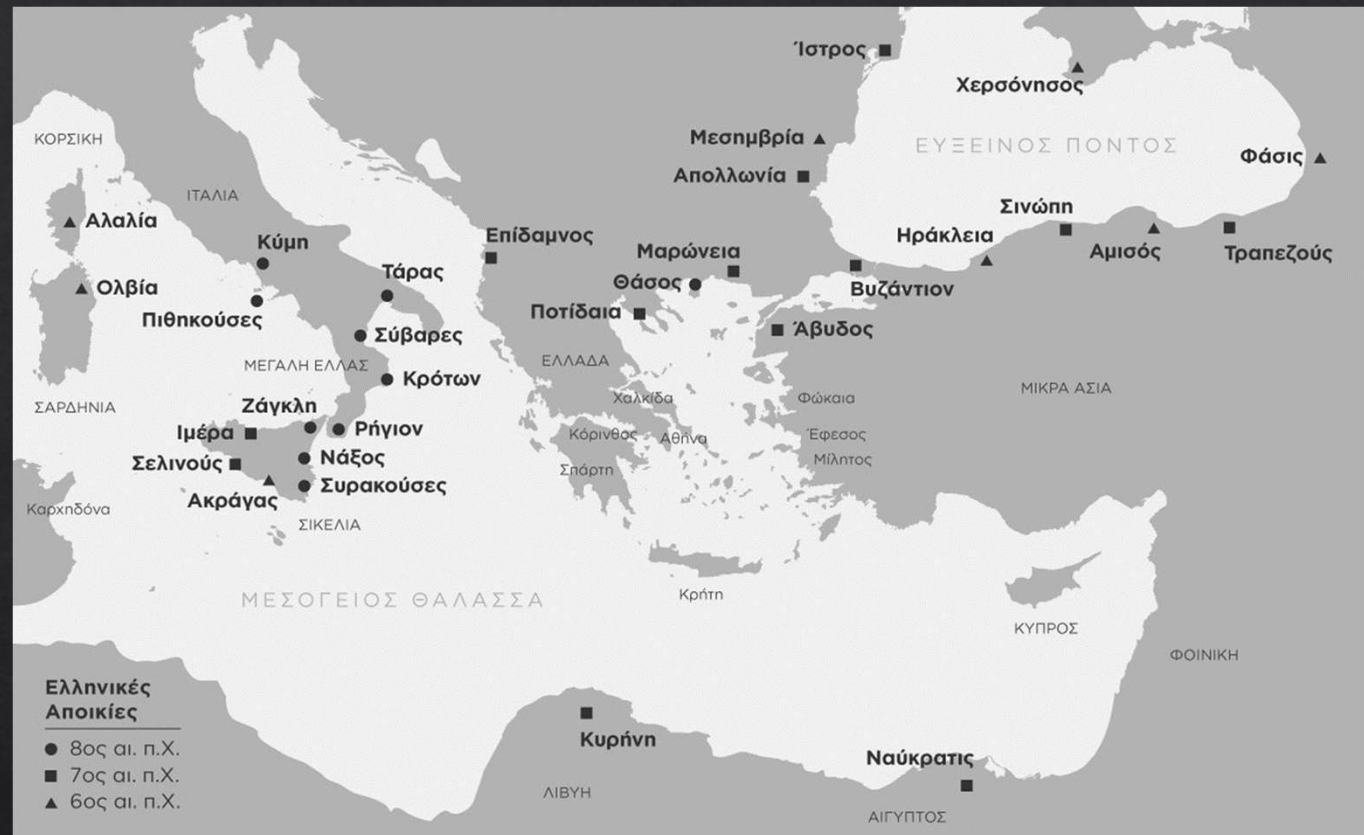 Ίστρος
Χερσόνησος
Μεσημβρία
ΕΥΞΕΙΝΟΣ ΠΟΝΤΟΣ
ΚΟΡΣΙΚΗ
Φάσις
Απολλωνία
ΙΤΑΛΙΑ
Σινώπη
Αλαλία
Κύμη
Επίδαμνος
Ηράκλεια
Μαρώνεια
Αμισός
Τραπεζούς
Τάρας
Θάσος
Βυζάντιον
Ολβία
Πιθηκούσες
Ποτίδαια
Άβυδος
Σύβαρες
ΜΕΓΑΛΗ ΕΛΛΑΣ
ΕΛΛΑΔΑ
Κρότων
ΜΙΚΡΑ ΑΣΙΑ
Χαλκίδα
Φώκαια
ΣΑΡΔΗΝΙΑ
Ζάγκλη
Ιμέρα
Ρήγιον
Κόρινθος
Αθήνα
Έφεσος
Σελινούς
Νάξος
Μίλητος
Σπάρτη
Συρακούσες
Ακράγας
Καρχηδόνα
ΣΙΚΕΛΙΑ
ΜΕΣΟΓΕΙΟΣ ΘΑΛΑΣΣΑ
Κρήτη
ΚΥΠΡΟΣ
ΦΟΙΝΙΚΗ
Ελληνικές
Αποικίες
8ος αι. π.Χ.
7ος αι. π.Χ.
6ος αι. π.Χ.
Κυρήνη
Ναύκρατις
ΛΙΒΥΗ
ΑΙΓΥΠΤΟΣ